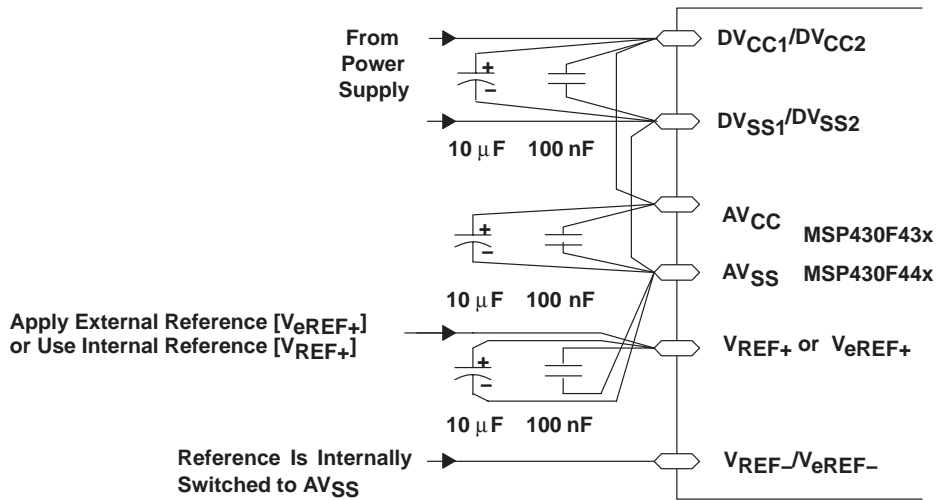 From
Power
Supply
DVCC1/DVCC2
+
−
DVSS1/DVSS2
10 μF 100 nF
AVCC
MSP430F43x
+
−
AVSS MSP430F44x
10 μF 100 nF
Apply External Reference [VeREF+]
or Use Internal Reference [VREF+]
VREF+ or VeREF+
+
−
10 μF 100 nF
Reference Is Internally
Switched to AVSS
VREF−/VeREF−